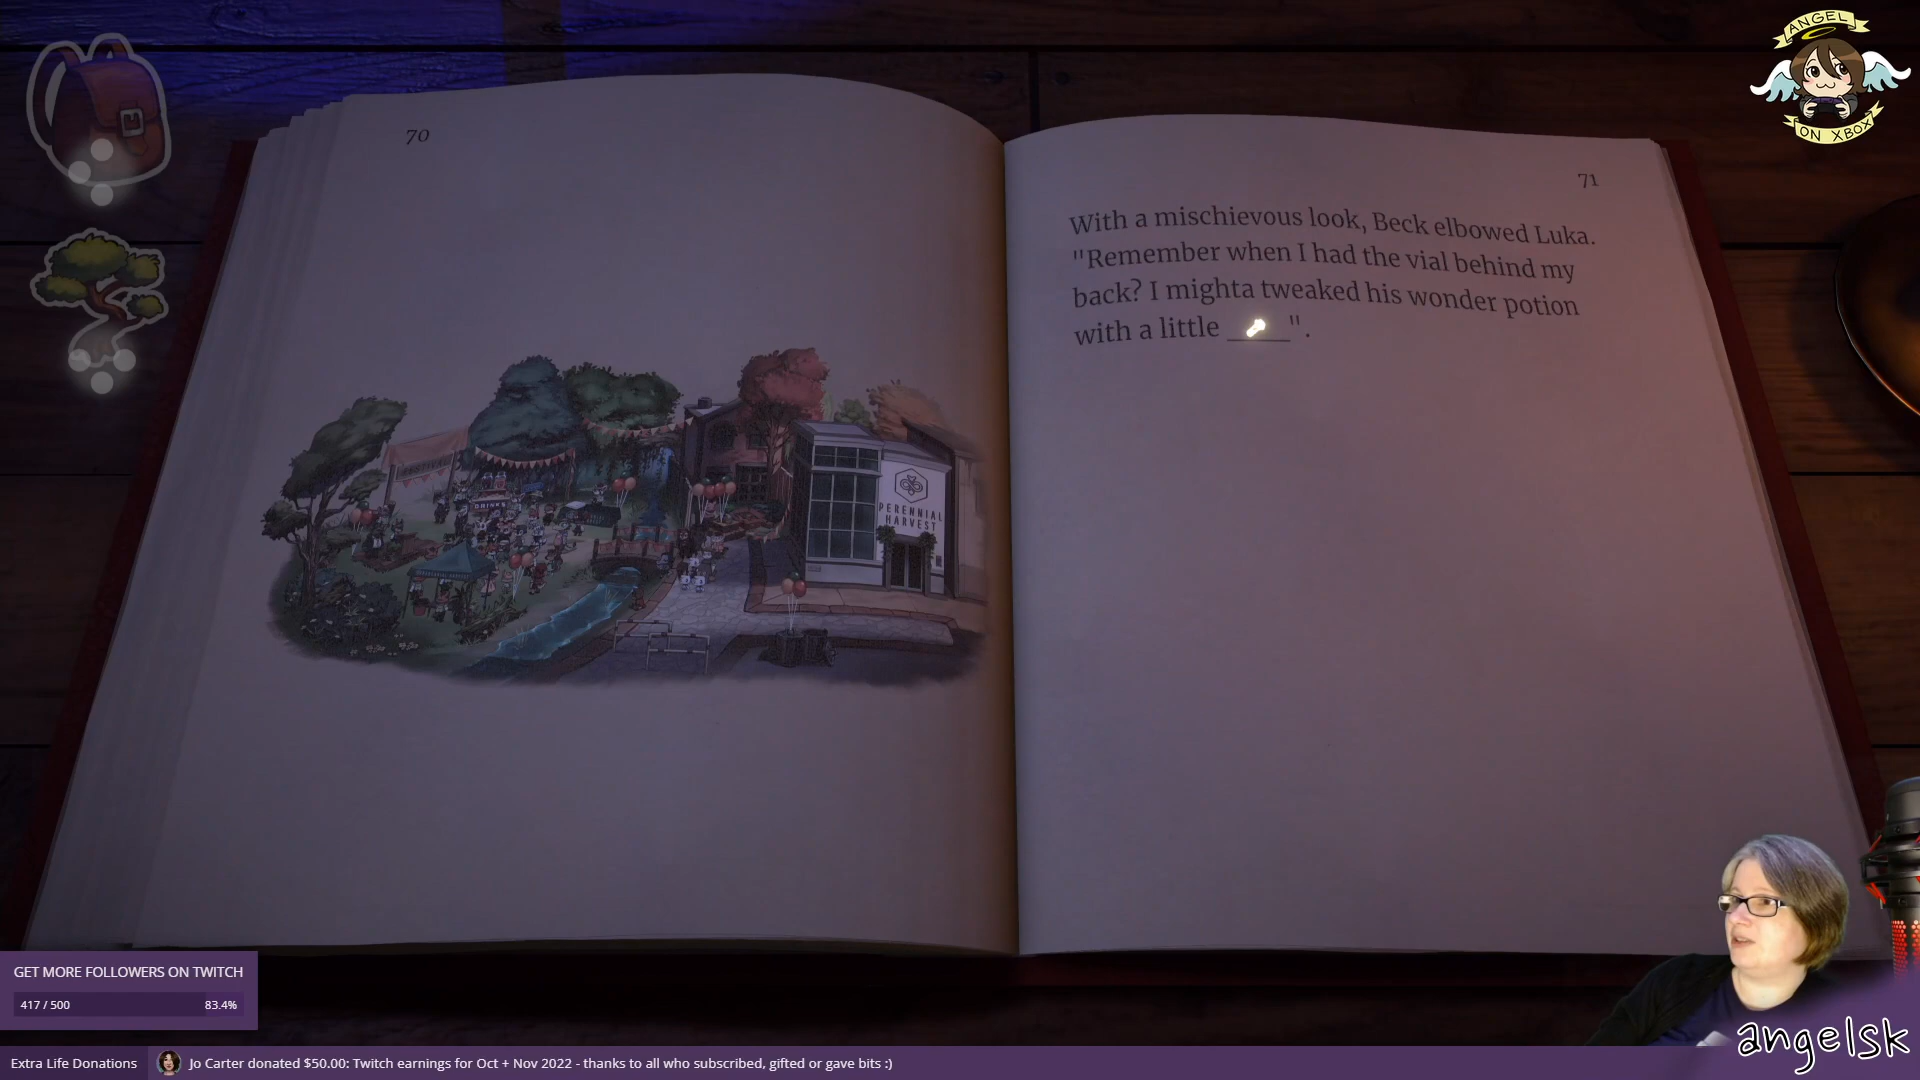 ANGEL
ON XBOX
70
71
With a mischievous look, Beck elbowed Luka.
"Remember when I had the vial behind my
back? I mighta tweaked his wonder potion
with a little ____ ".
FESTIVAL
DRINKS
PERENNIAL
HARVEST
GET MORE FOLLOWERS ON TWITCH
417 / 500
83.4%
angelsk
Extra Life Donations
Jo Carter donated $50.00: Twitch earnings for Oct + Nov 2022 - thanks to all who subscribed, gifted or gave bits :)